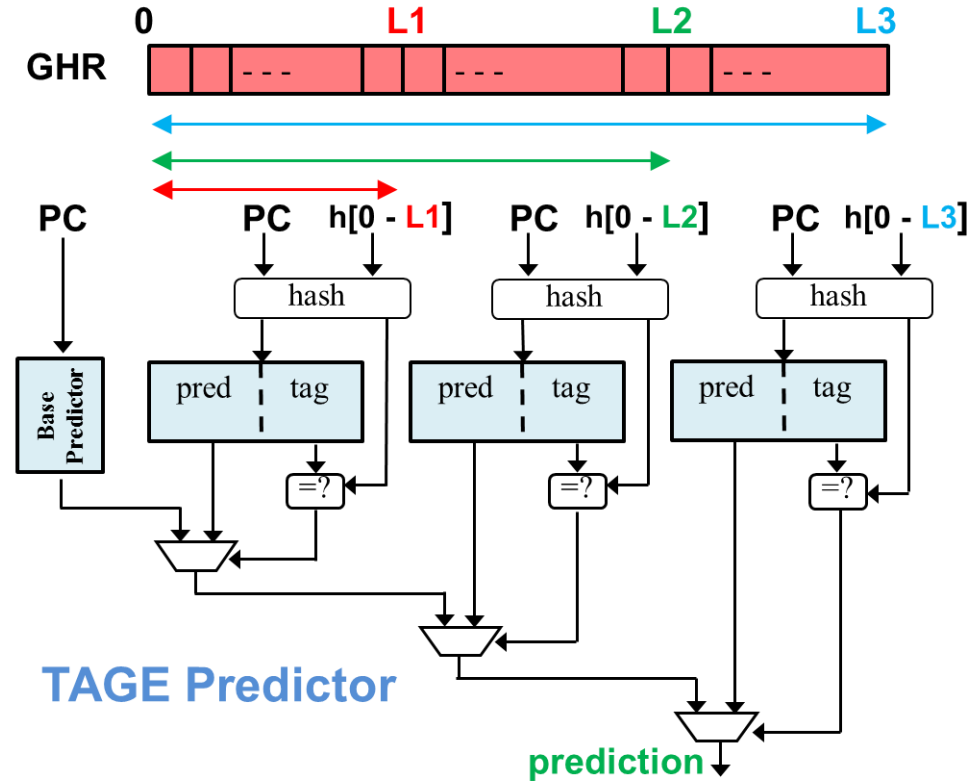 0 L1 L2 L3
GHR - - - - - - - - -
PC PC h[0 - L1] PC h[0 - L2] PC h[0 - L3]
hash hash hash
Base Predictor
pred tag pred tag pred tag
=? =? =?
TAGE Predictor
prediction